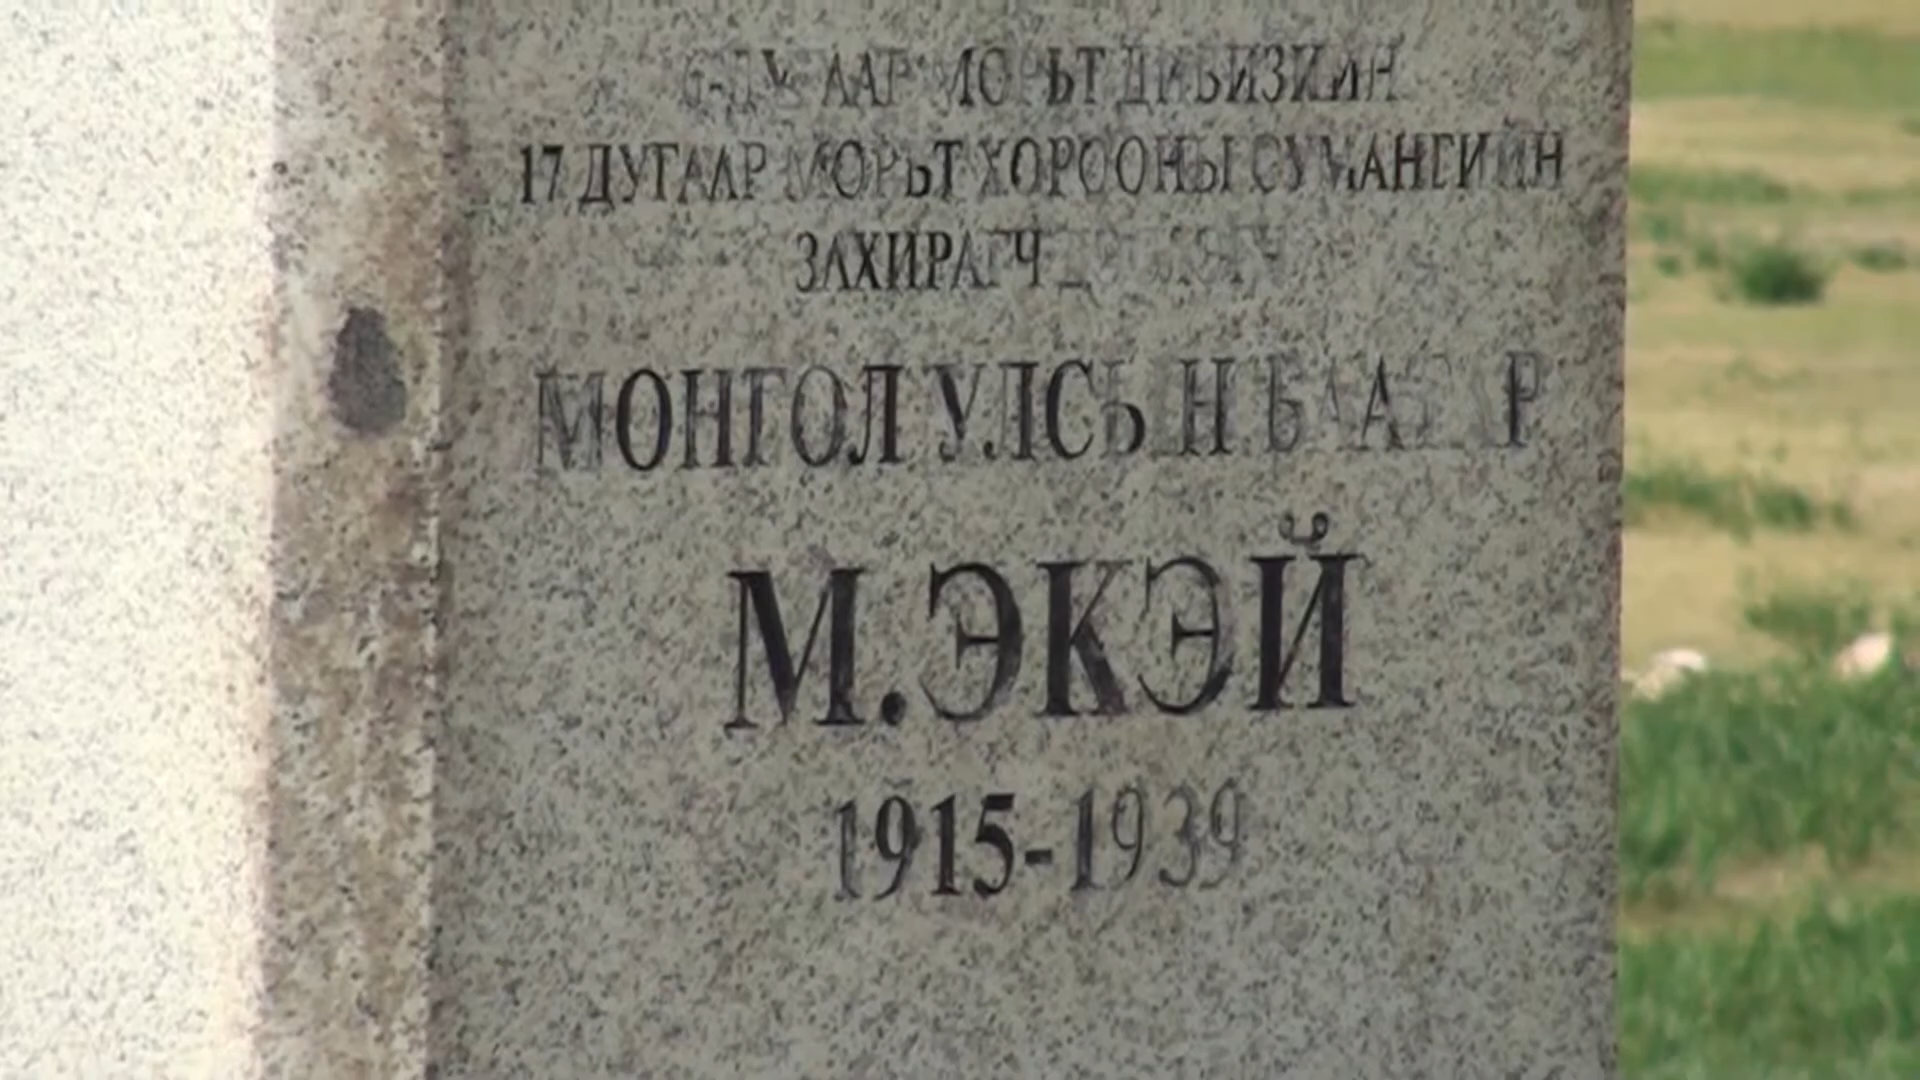 6-ДУГААР МОРЬТ ДИВИЗИЙН
17 ДУГААР МОРЬТ ХОРООНЫ СУМАНГИЙН
ЗАХИРАГЧ
МОНГОЛ УЛСЫН БААТАР
М.ЭКЭЙ
1915-1939